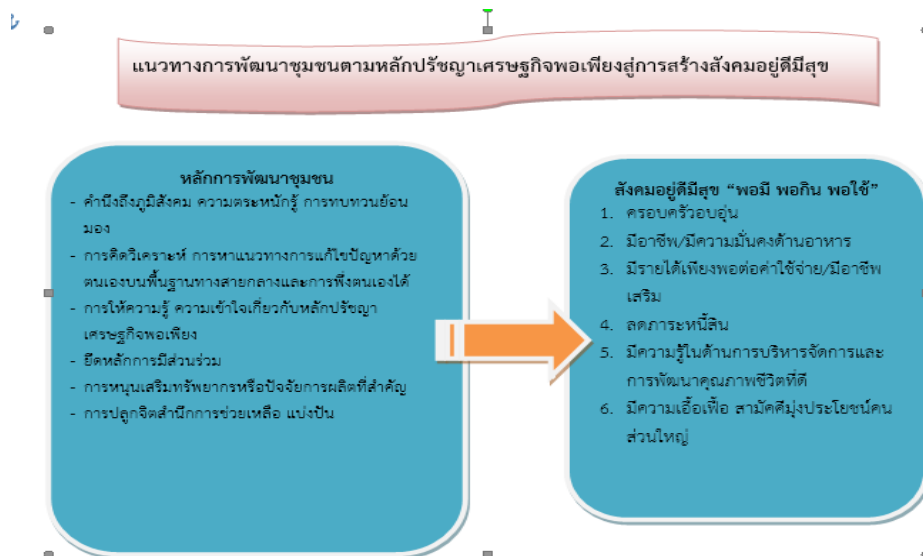 แนวทางการพัฒนาชุมชนตามหลักปรัชญาเศรษฐกิจพอเพียงสู่การสร้างสังคมอยู่ดีมีสุข
หลักการพัฒนาชุมชน
- คำนึงถึงภูมิสังคม ความตระหนักรู้ การทบทวนย้อน
มอง
- การคิดวิเคราะห์ การหาแนวทางการแก้ไขปัญหาด้วย
ตนเองบนพื้นฐานทางสายกลางและการพึ่งตนเองได้
- การให้ความรู้ ความเข้าใจเกี่ยวกับหลักปรัชญา
เศรษฐกิจพอเพียง
- ยึดหลักการมีส่วนร่วม
- การหนุนเสริมทรัพยากรหรือปัจจัยการผลิตที่สำคัญ
- การปลูกจิตสำนึกการช่วยเหลือ แบ่งปัน
สังคมอยู่ดีมีสุข "พอมี พอกิน พอใช้"
1. ครอบครัวอบอุ่น
2. มีอาชีพ/มีความมั่นคงด้านอาหาร
3. มีรายได้เพียงพอต่อค่าใช้จ่าย/มีอาชีพ
เสริม
4. ลดภาระหนี้สิน
5. มีความรู้ในด้านการบริหารจัดการและ
การพัฒนาคุณภาพชีวิตที่ดี
6. มีความเอื้อเฟื้อ สามัคคีมุ่งประโยชน์คน
ส่วนใหญ่